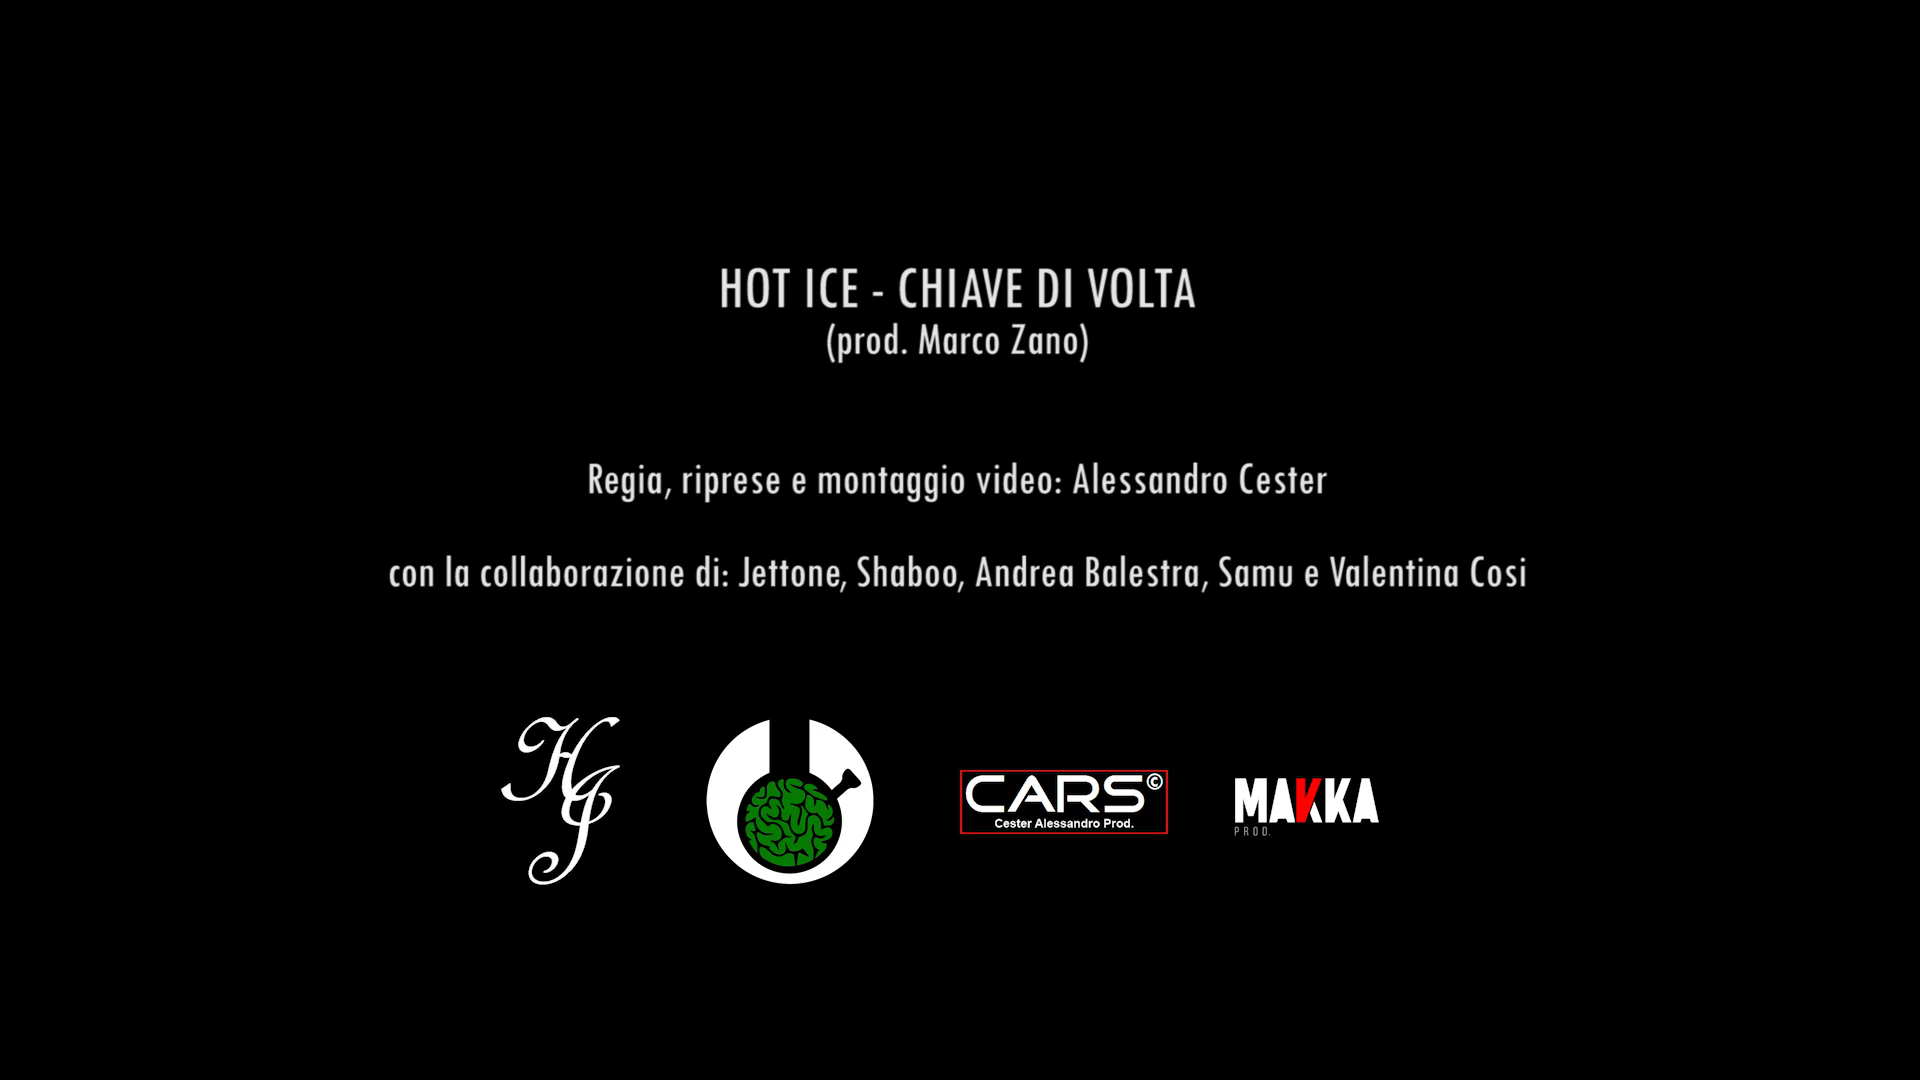 HOT ICE - CHIAVE DI VOLTA
(prod. Marco Zano)
Regia, riprese e montaggio video: Alessandro Cester
con la collaborazione di: Jettone, Shaboo, Andrea Balestra, Samu e Valentina Cosi
HI
CARS©
Cester Alessandro Prod.
MAKKA
PROD.